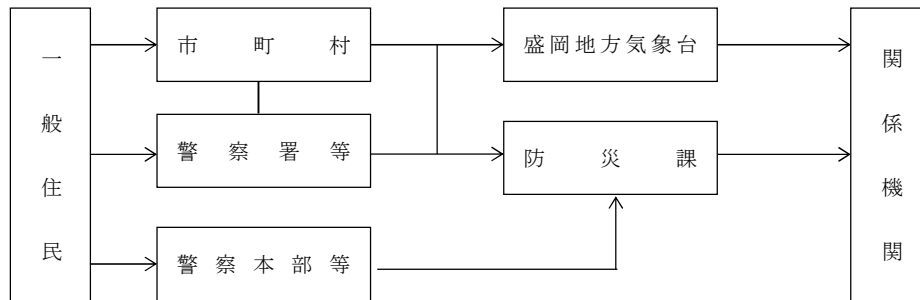 一般住民
市町村
警察署等
警察本部等
盛岡地方気象台
防災課
関係機関